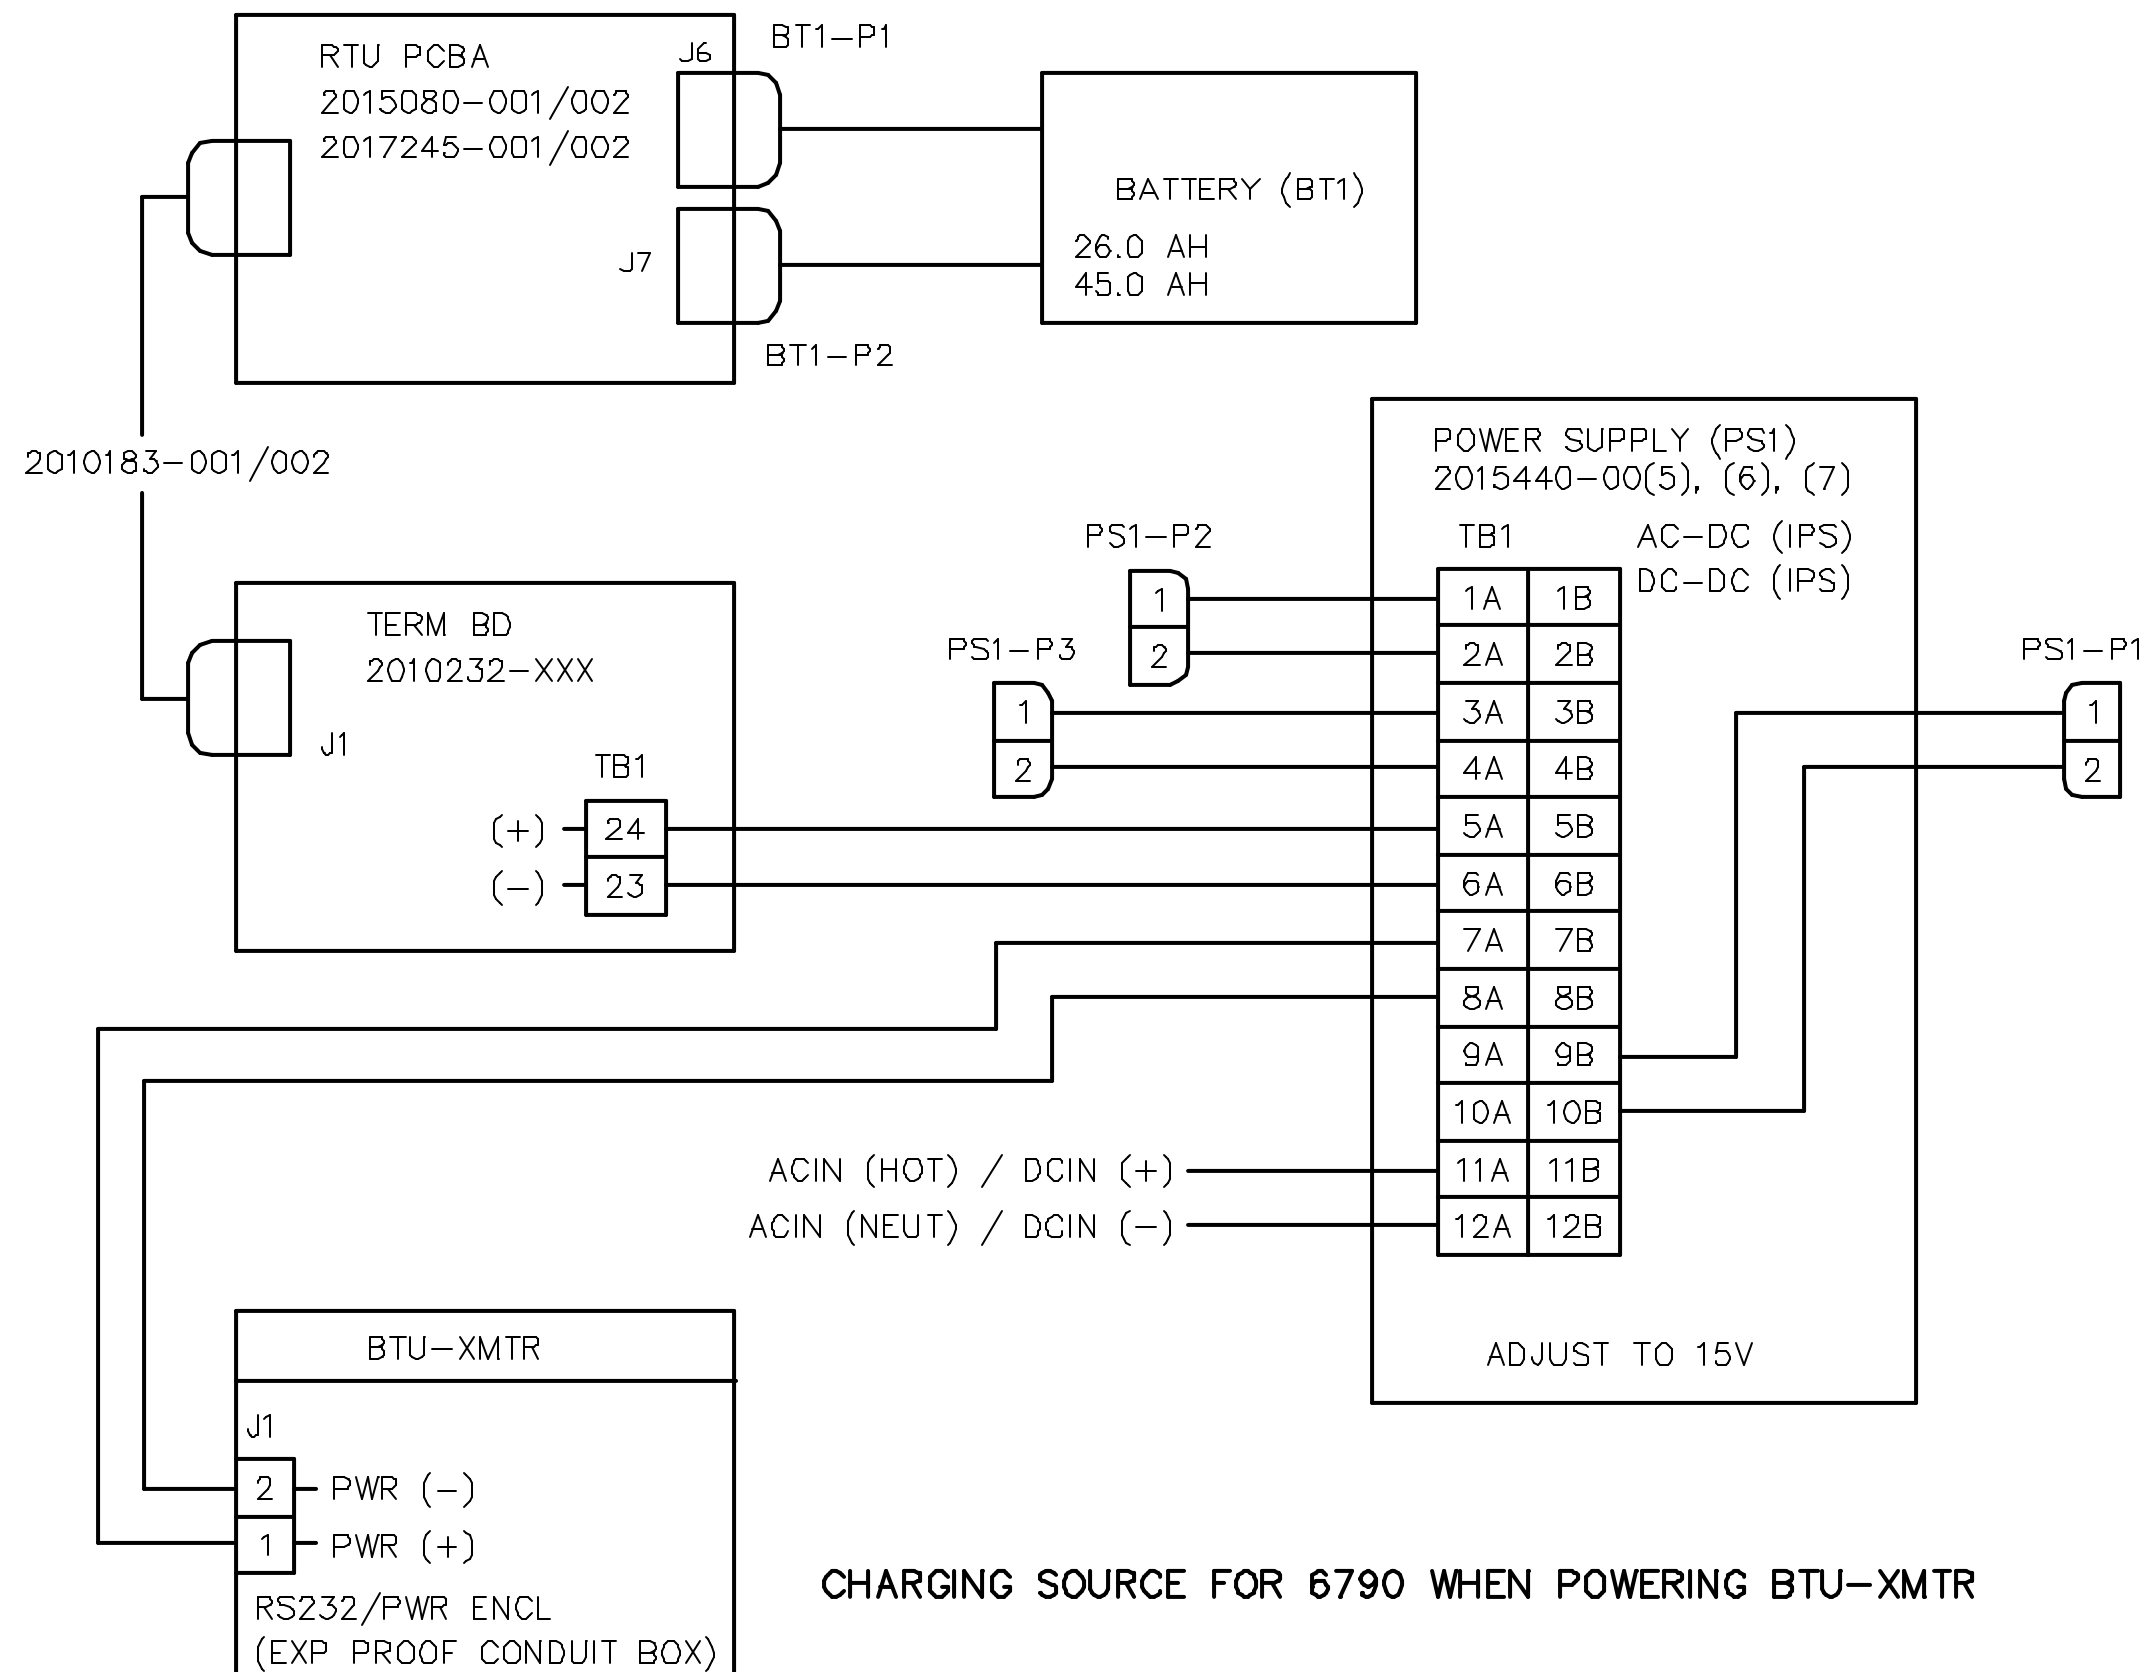 RTU PCBA
2015080-001/002
2017245-001/002
J6
J7
BT1-P1
BT1-P2
BATTERY (BT1)
26.0 AH
45.0 AH
2010183-001/002
TERM BD
2010232-XXX
J1
TB1
(+) 24
(-) 23
POWER SUPPLY (PS1)
2015440-00(5), (6), (7)
TB1
AC-DC (IPS)
DC-DC (IPS)
PS1-P2
1
2
PS1-P3
1
2
PS1-P1
1
2
1A 1B
2A 2B
3A 3B
4A 4B
5A 5B
6A 6B
7A 7B
8A 8B
9A 9B
10A 10B
11A 11B
12A 12B
ACIN (HOT) / DCIN (+)
ACIN (NEUT) / DCIN (-)
ADJUST TO 15V
BTU-XMTR
J1
2 PWR (-)
1 PWR (+)
RS232/PWR ENCL
(EXP PROOF CONDUIT BOX)
CHARGING SOURCE FOR 6790 WHEN POWERING BTU-XMTR